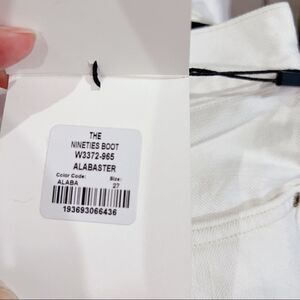 THE
NINETIES BOOT
W3372-965
ALABASTER
Color Code: Size:
ALABA 27
193693066436